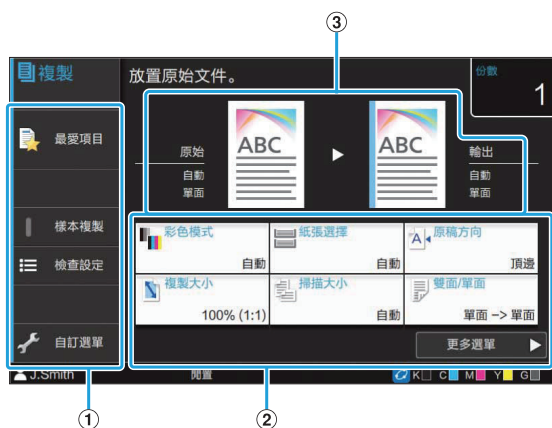 ③
複製
放置原始文件。
份數
1
最愛項目
樣本複製
檢查設定
自訂選單
原始
自動
單面
ABC
ABC
輸出
自動
單面
彩色模式
自動
紙張選擇
自動
A
原稿方向
頂邊
複製大小
100% (1:1)
掃描大小
自動
雙面/單面
單面 -> 單面
更多選單
J.Smith
閒置
K C M Y G
① ②